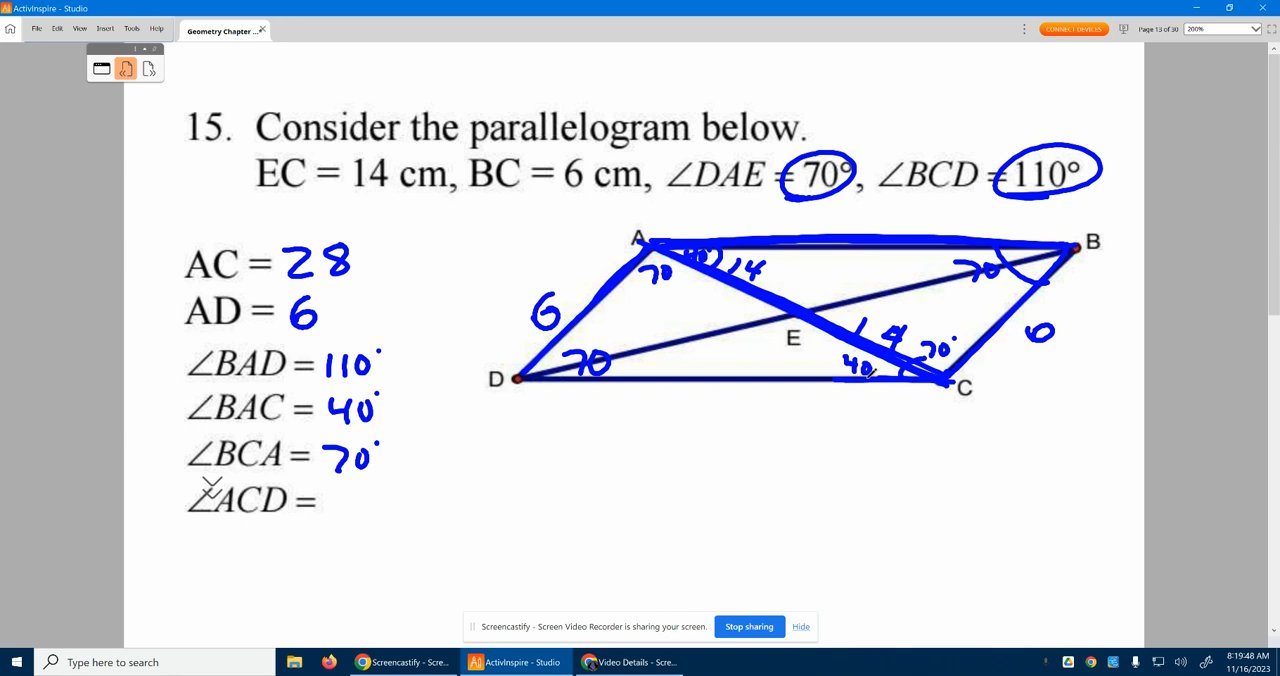 ActivInspire - Studio
File Edit View Insert Tools Help
Geometry Chapter ...
CONNECT DEVICES
Page 13 of 30
200%
15. Consider the parallelogram below.
EC = 14 cm, BC = 6 cm, ∠DAE = 70°, ∠BCD = 110°
AC = 28
AD = 6
∠BAD = 110°
∠BAC = 40°
∠BCA = 70°
∠ACD =
A
B
70
40°
14
70
6
E
14
6
D
70
40
70°
C
Screencastify - Screen Video Recorder is sharing your screen.
Stop sharing
Hide
Type here to search
Screencastify - Scre...
ActivInspire - Studio
Video Details - Scre...
8:19:48 AM
11/16/2023